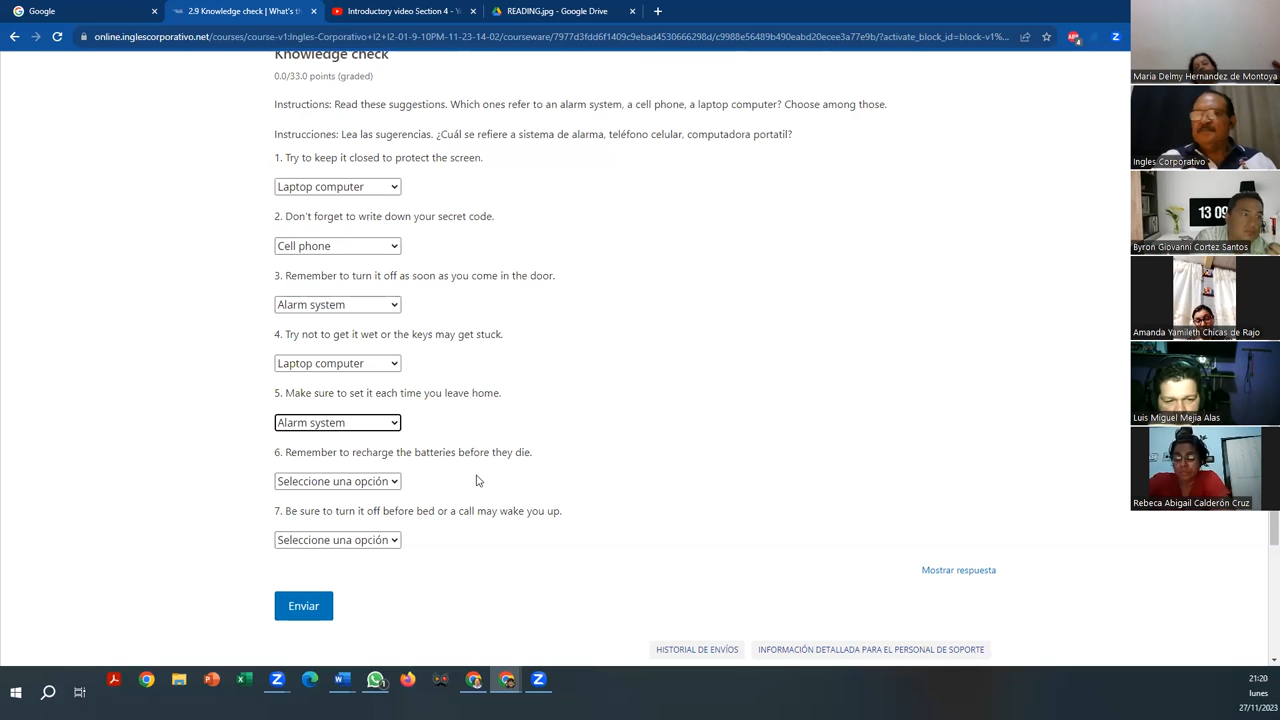 Google
2.9 Knowledge check | What's th
Introductory video Section 4 - Y
READING.jpg - Google Drive
online.inglescorporativo.net/courses/course-v1:Ingles-Corporativo+I2+I2-01-9-10PM-11-23-14-02/courseware/7977d3fdd6f1409c9ebad4530666298d/c9988e56489b490eabd20ecee3a77e9b/?activate_block_id=block-v1%...
Knowledge check
0.0/33.0 points (graded)
Instructions: Read these suggestions. Which ones refer to an alarm system, a cell phone, a laptop computer? Choose among those.
Instrucciones: Lea las sugerencias. ¿Cuál se refiere a sistema de alarma, teléfono celular, computadora portatil?
1. Try to keep it closed to protect the screen.
Laptop computer
2. Don't forget to write down your secret code.
Cell phone
3. Remember to turn it off as soon as you come in the door.
Alarm system
4. Try not to get it wet or the keys may get stuck.
Laptop computer
5. Make sure to set it each time you leave home.
Alarm system
6. Remember to recharge the batteries before they die.
Seleccione una opción
7. Be sure to turn it off before bed or a call may wake you up.
Seleccione una opción
Mostrar respuesta
Enviar
HISTORIAL DE ENVÍOS
INFORMACIÓN DETALLADA PARA EL PERSONAL DE SOPORTE
Maria Delmy Hernandez de Montoya
Ingles Corporativo
13 09
Byron Giovanni Cortez Santos
Amanda Yamileth Chicas de Rajo
Luis Miguel Mejia Alas
Rebeca Abigail Calderón Cruz
21:20
lunes
27/11/2023